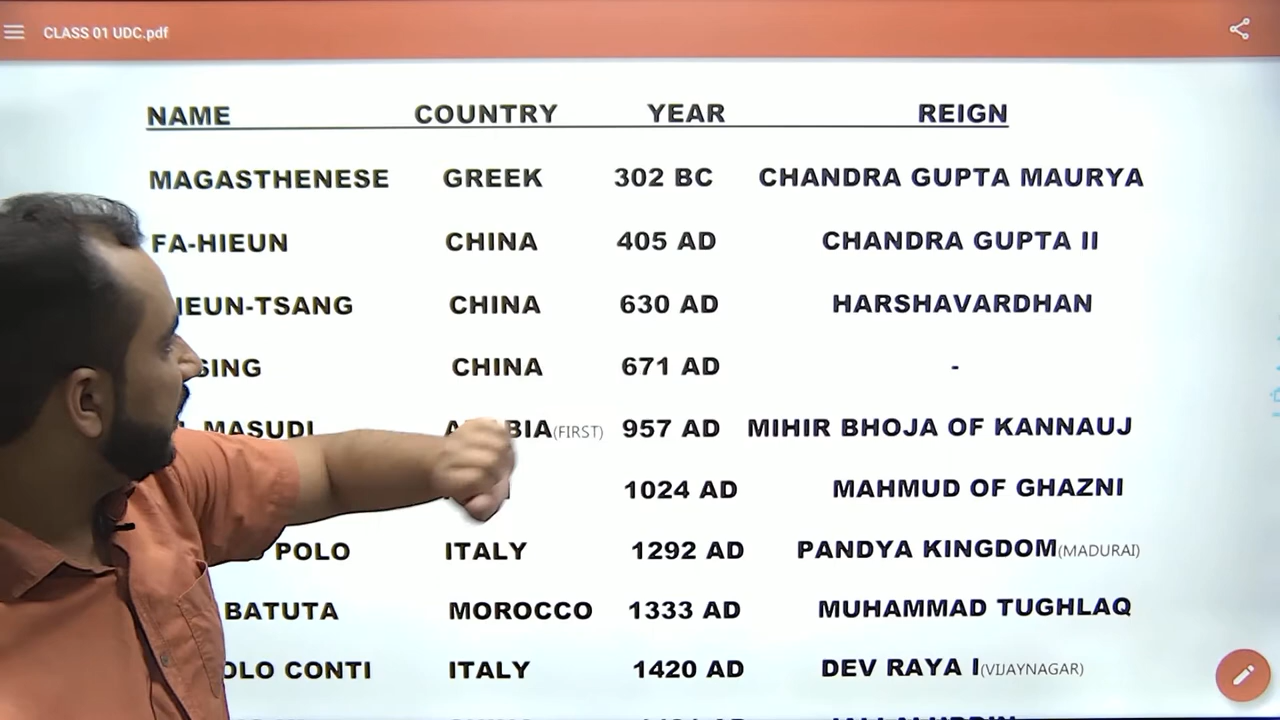 CLASS 01 UDC.pdf
NAME COUNTRY YEAR REIGN
MAGASTHENESE GREEK 302 BC CHANDRA GUPTA MAURYA
FA-HIEUN CHINA 405 AD CHANDRA GUPTA II
IEUN-TSANG CHINA 630 AD HARSHAVARDHAN
SING CHINA 671 AD -
MASUDI (FIRST) 957 AD MIHIR BHOJA OF KANNAUJ
1024 AD MAHMUD OF GHAZNI
POLO ITALY 1292 AD PANDYA KINGDOM(MADURAI)
BATUTA MOROCCO 1333 AD MUHAMMAD TUGHLAQ
OLO CONTI ITALY 1420 AD DEV RAYA I(VIJAYNAGAR)